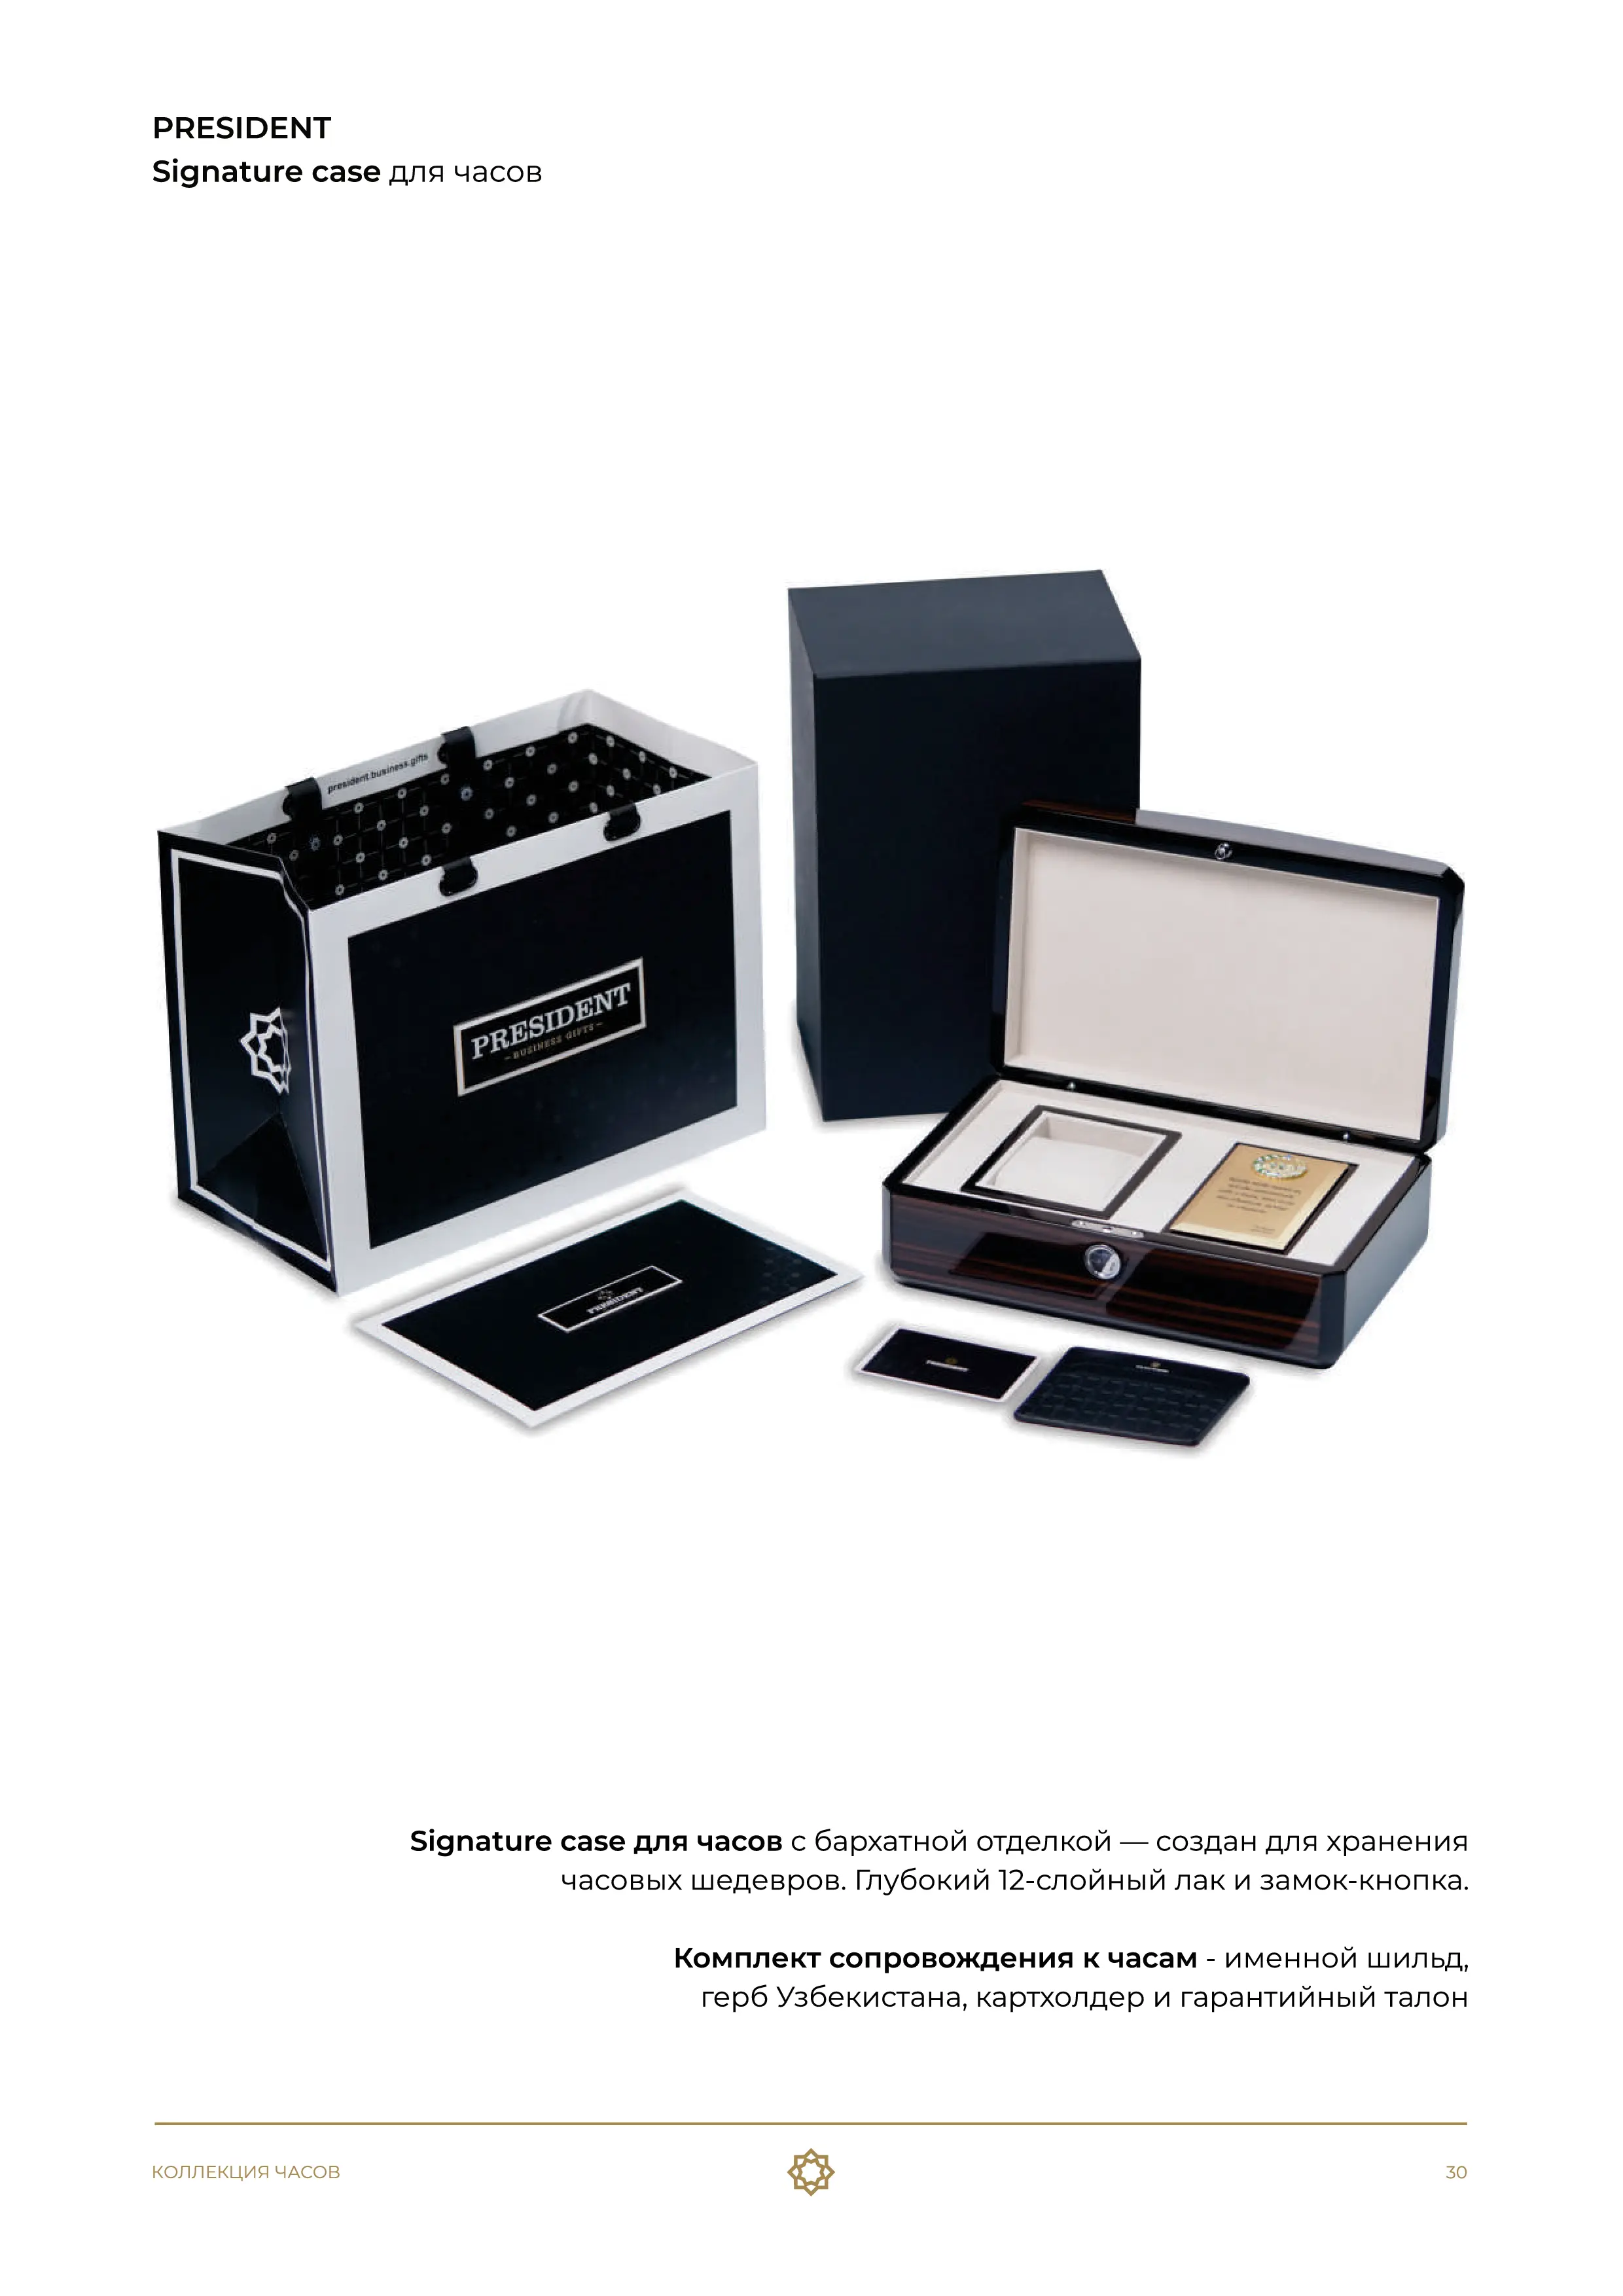 PRESIDENT
Signature case для часов
president.business.gifts
PRESIDENT
– BUSINESS GIFTS –
PRESIDENT
Signature case для часов с бархатной отделкой — создан для хранения
часовых шедевров. Глубокий 12-слойный лак и замок-кнопка.
Комплект сопровождения к часам - именной шильд,
герб Узбекистана, картхолдер и гарантийный талон
КОЛЛЕКЦИЯ ЧАСОВ
30